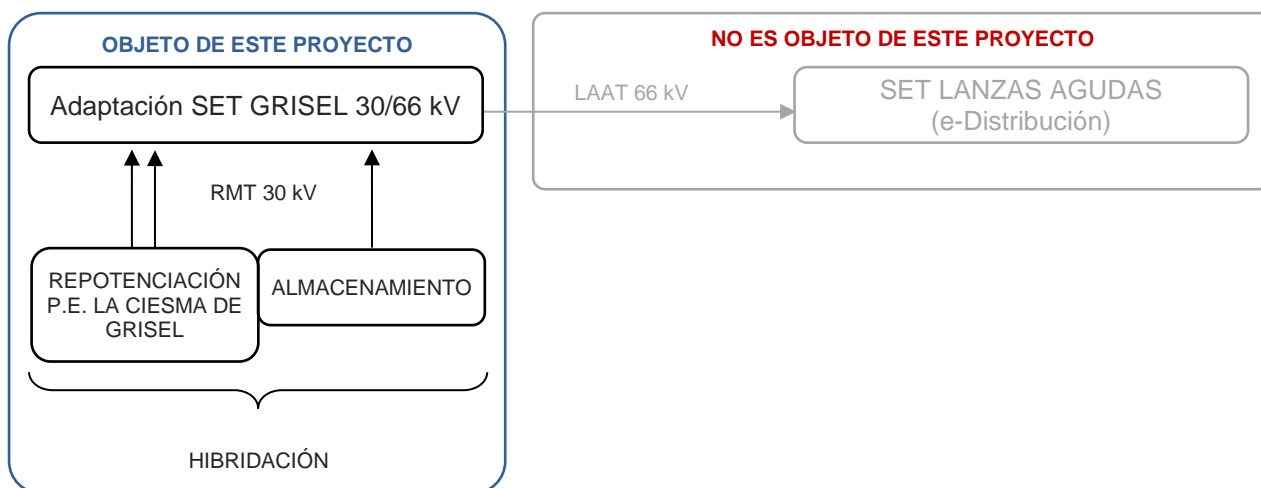 OBJETO DE ESTE PROYECTO
Adaptación SET GRISEL 30/66 kV
RMT 30 kV
REPOTENCIACIÓN
P.E. LA CIESMA DE
GRISEL
ALMACENAMIENTO
HIBRIDACIÓN
NO ES OBJETO DE ESTE PROYECTO
LAAT 66 kV
SET LANZAS AGUDAS
(e-Distribución)